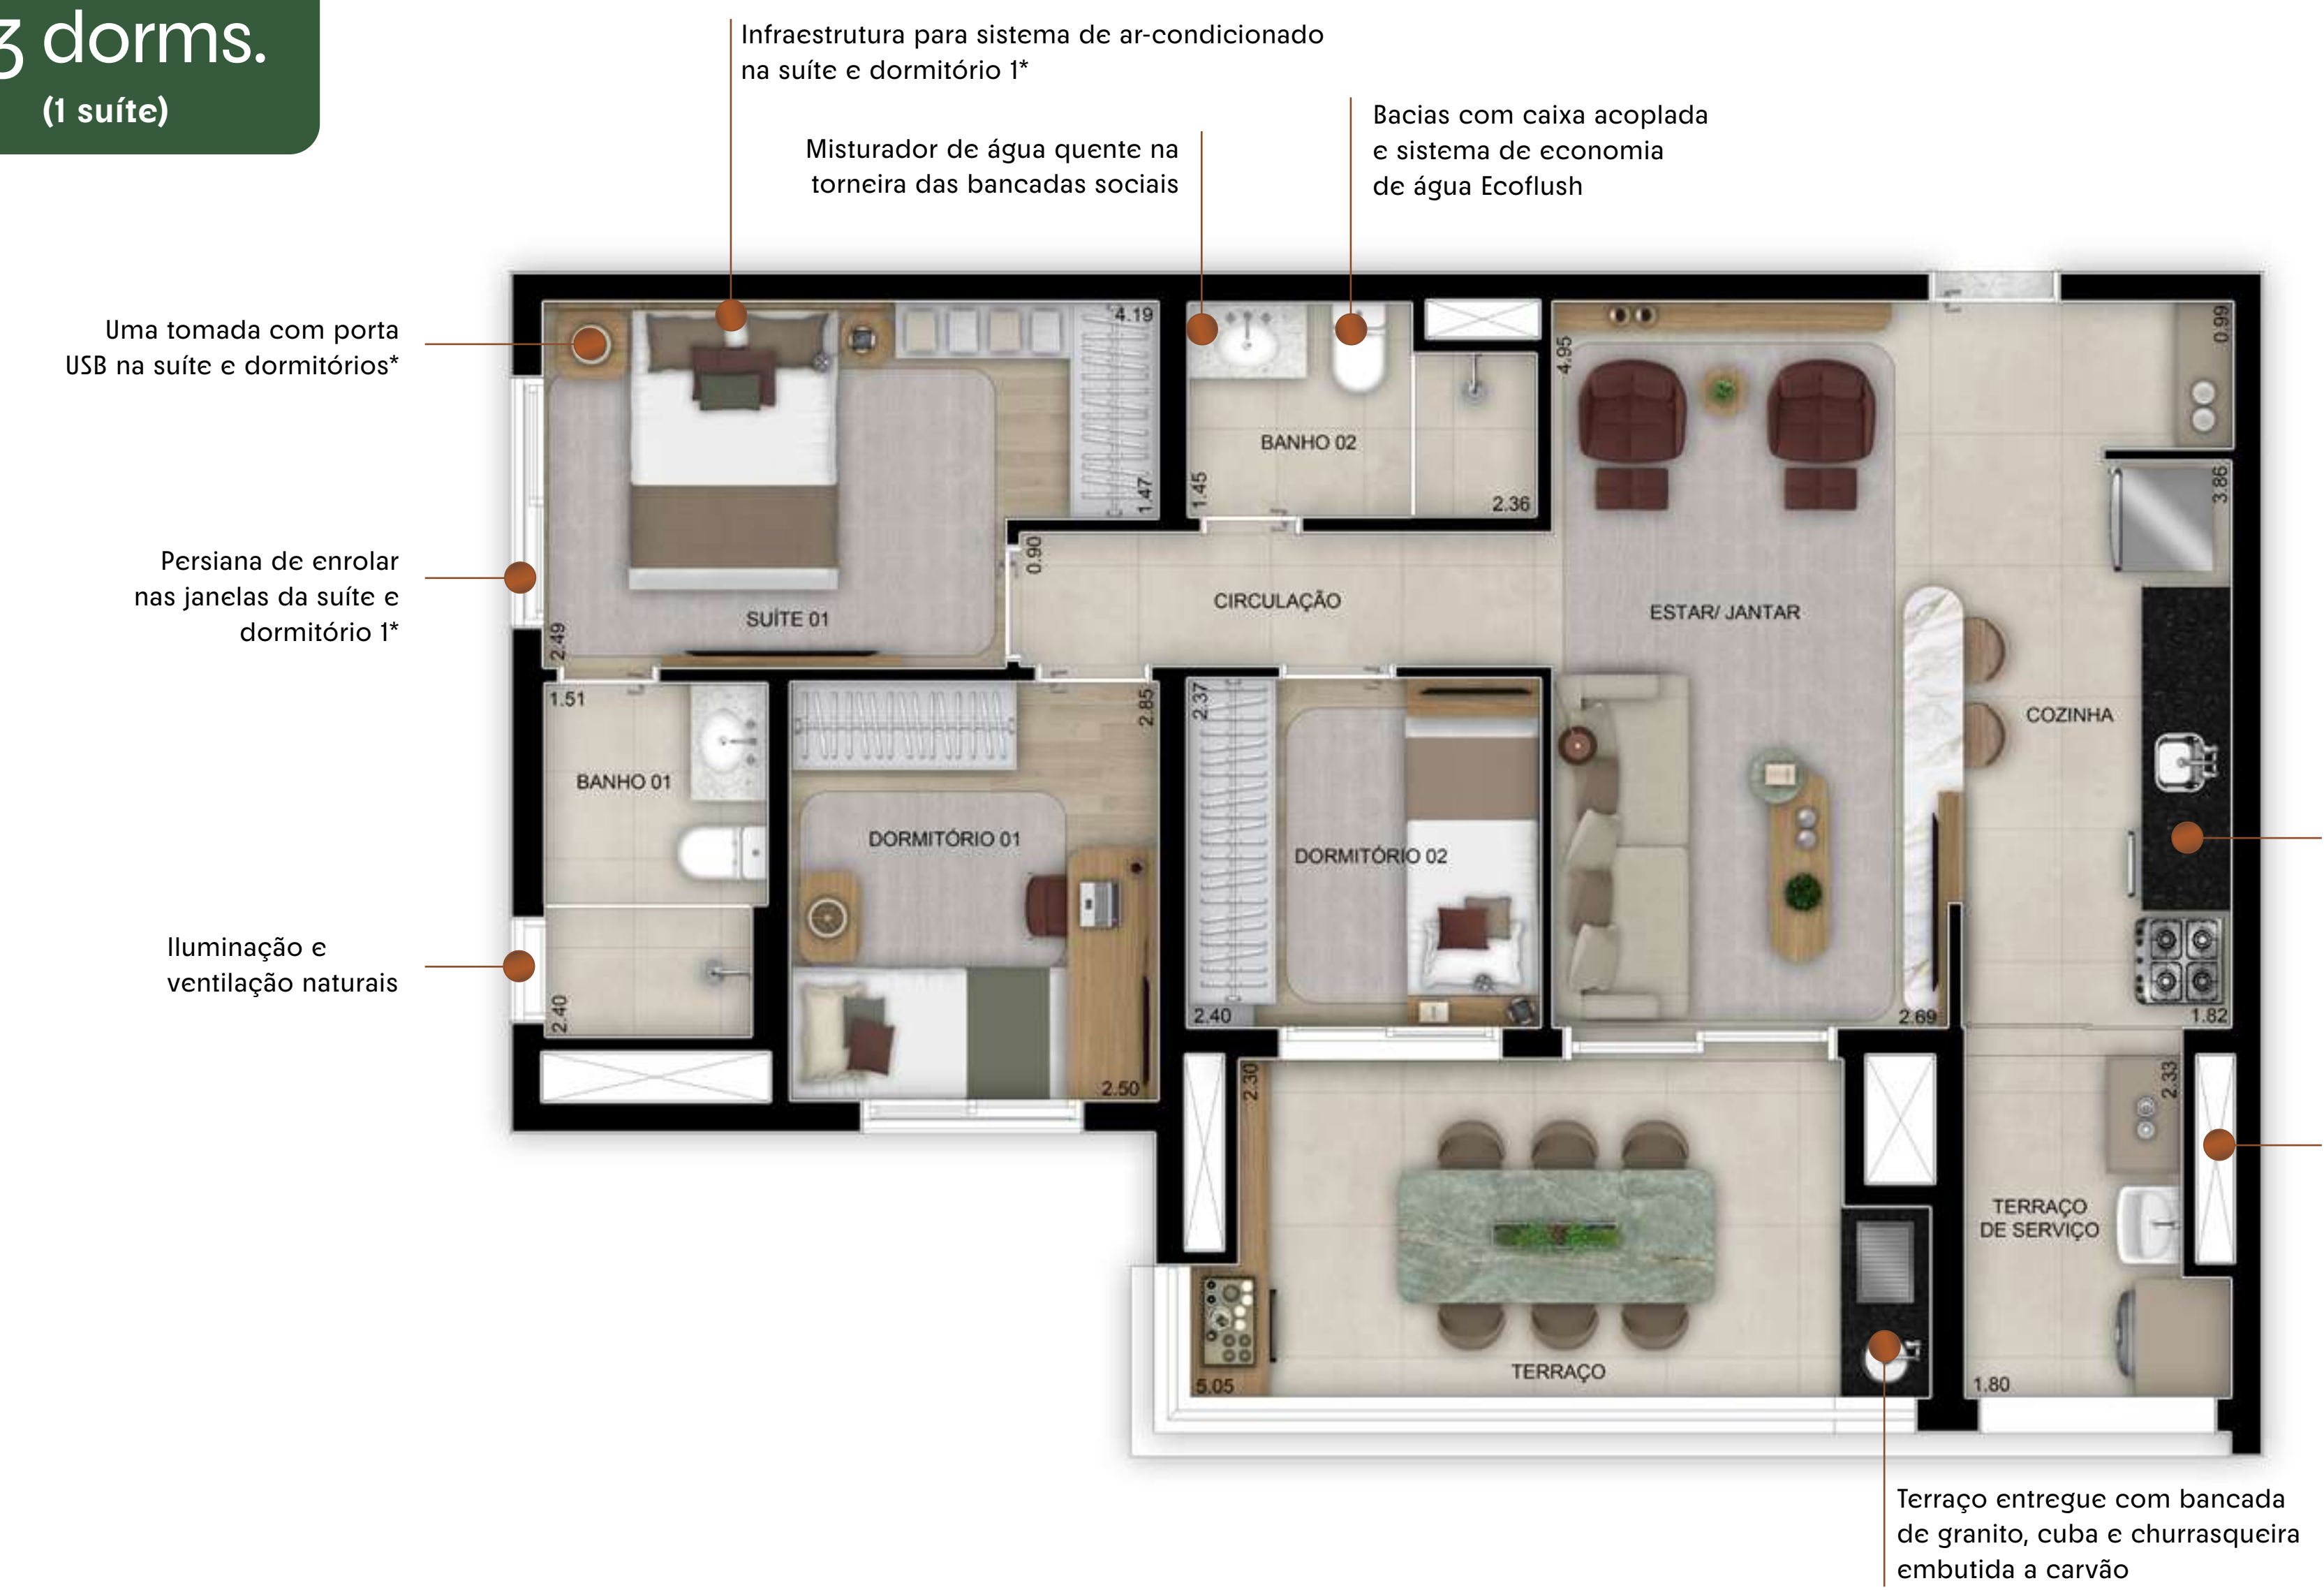 3 dorms.
(1 suíte)
Infraestrutura para sistema de ar-condicionado
na suíte e dormitório 1*
Misturador de água quente na
torneira das bancadas sociais
Bacias com caixa acoplada
e sistema de economia
de água Ecoflush
Uma tomada com porta
USB na suíte e dormitórios*
Persiana de enrolar
nas janelas da suíte e
dormitório 1*
Iluminação e
ventilação naturais
4.19
1.47
SUÍTE 01
2.49
BANHO 02
1.45
2.36
0.90
CIRCULAÇÃO
4.95
ESTAR/ JANTAR
2.69
0.99
3.86
COZINHA
1.82
1.51
BANHO 01
2.40
2.85
DORMITÓRIO 01
2.50
2.37
DORMITÓRIO 02
2.40
2.30
TERRAÇO
5.05
2.33
TERRAÇO
DE SERVIÇO
1.80
Terraço entregue com bancada
de granito, cuba e churrasqueira
embutida a carvão